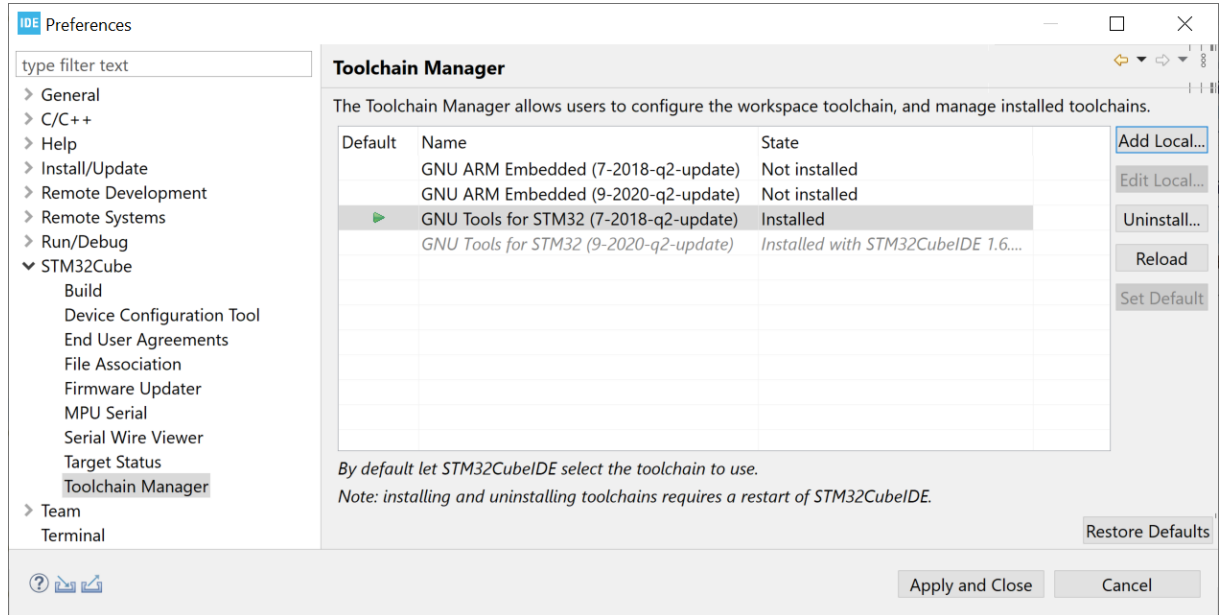 IDE Preferences
type filter text
General
C/C++
Help
Install/Update
Remote Development
Remote Systems
Run/Debug
STM32Cube
Build
Device Configuration Tool
End User Agreements
File Association
Firmware Updater
MPU Serial
Serial Wire Viewer
Target Status
Toolchain Manager
Team
Terminal
Toolchain Manager
The Toolchain Manager allows users to configure the workspace toolchain, and manage installed toolchains.
Default Name State
GNU ARM Embedded (7-2018-q2-update) Not installed
GNU ARM Embedded (9-2020-q2-update) Not installed
GNU Tools for STM32 (7-2018-q2-update) Installed
GNU Tools for STM32 (9-2020-q2-update) Installed with STM32CubeIDE 1.6....
Add Local...
Edit Local...
Uninstall...
Reload
Set Default
By default let STM32CubeIDE select the toolchain to use.
Note: installing and uninstalling toolchains requires a restart of STM32CubeIDE.
Restore Defaults
? Apply and Close Cancel